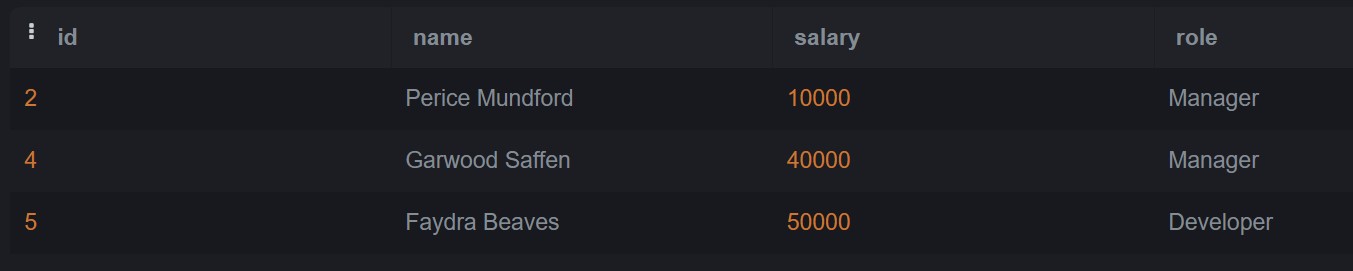 id name salary role
2 Perice Mundford 10000 Manager
4 Garwood Saffen 40000 Manager
5 Faydra Beaves 50000 Developer